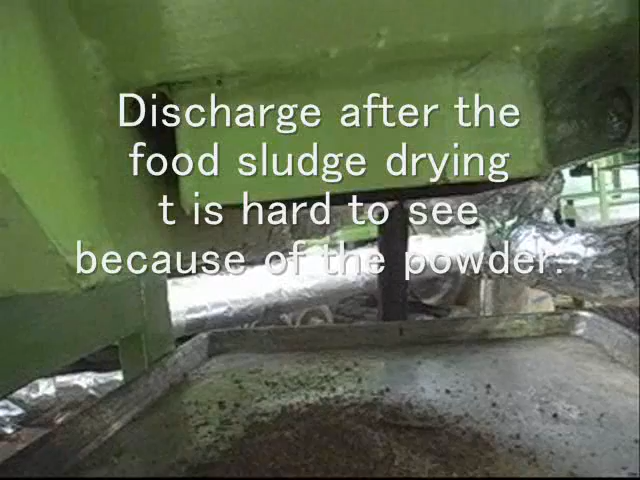 Discharge after the
food sludge drying
t is hard to see
because of the powder.